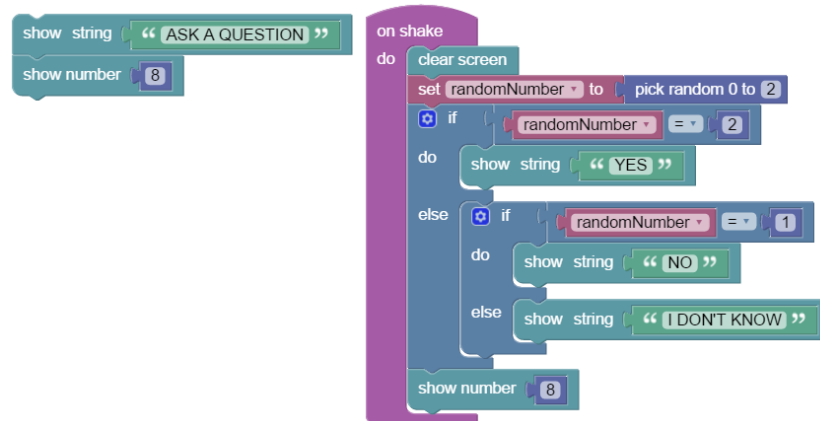 show string “ ASK A QUESTION ”
show number 8
on shake
do clear screen
set randomNumber to pick random 0 to 2
if randomNumber = 2
do show string “ YES ”
else if randomNumber = 1
do show string “ NO ”
else show string “ I DON'T KNOW ”
show number 8